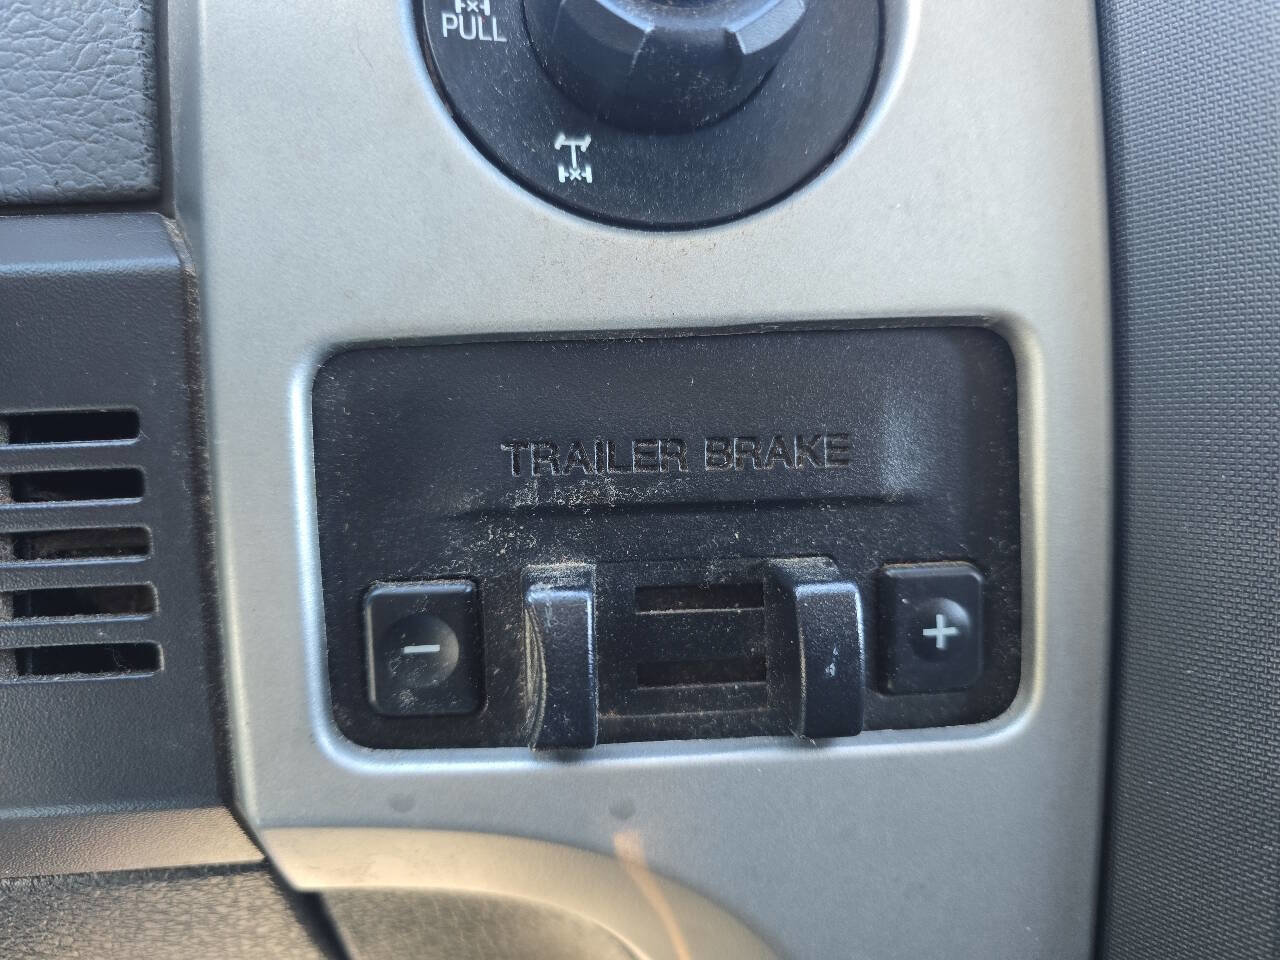 PULL
TRAILER BRAKE
- +